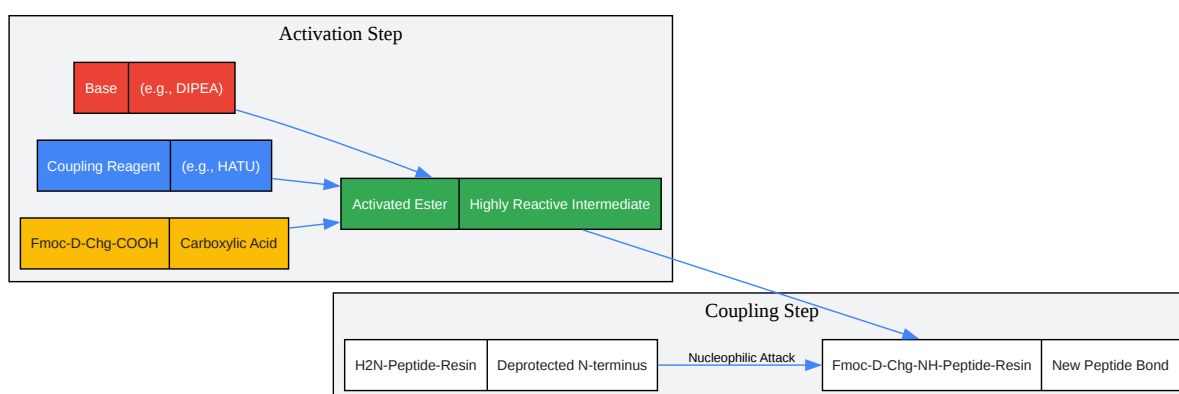 Activation Step
Base (e.g., DIPEA)
Coupling Reagent (e.g., HATU)
Activated Ester Highly Reactive Intermediate
Fmoc-D-Chg-COOH Carboxylic Acid
Coupling Step
H2N-Peptide-Resin Deprotected N-terminus Nucleophilic Attack Fmoc-D-Chg-NH-Peptide-Resin New Peptide Bond